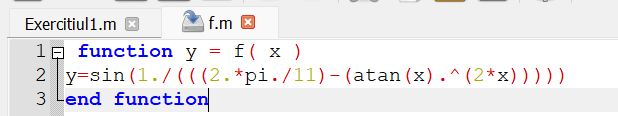 Exercitiul1.m f.m
1 function y = f( x )
2 y=sin(1./(((2.*pi./11)-(atan(x).^(2*x)))))
3 end function